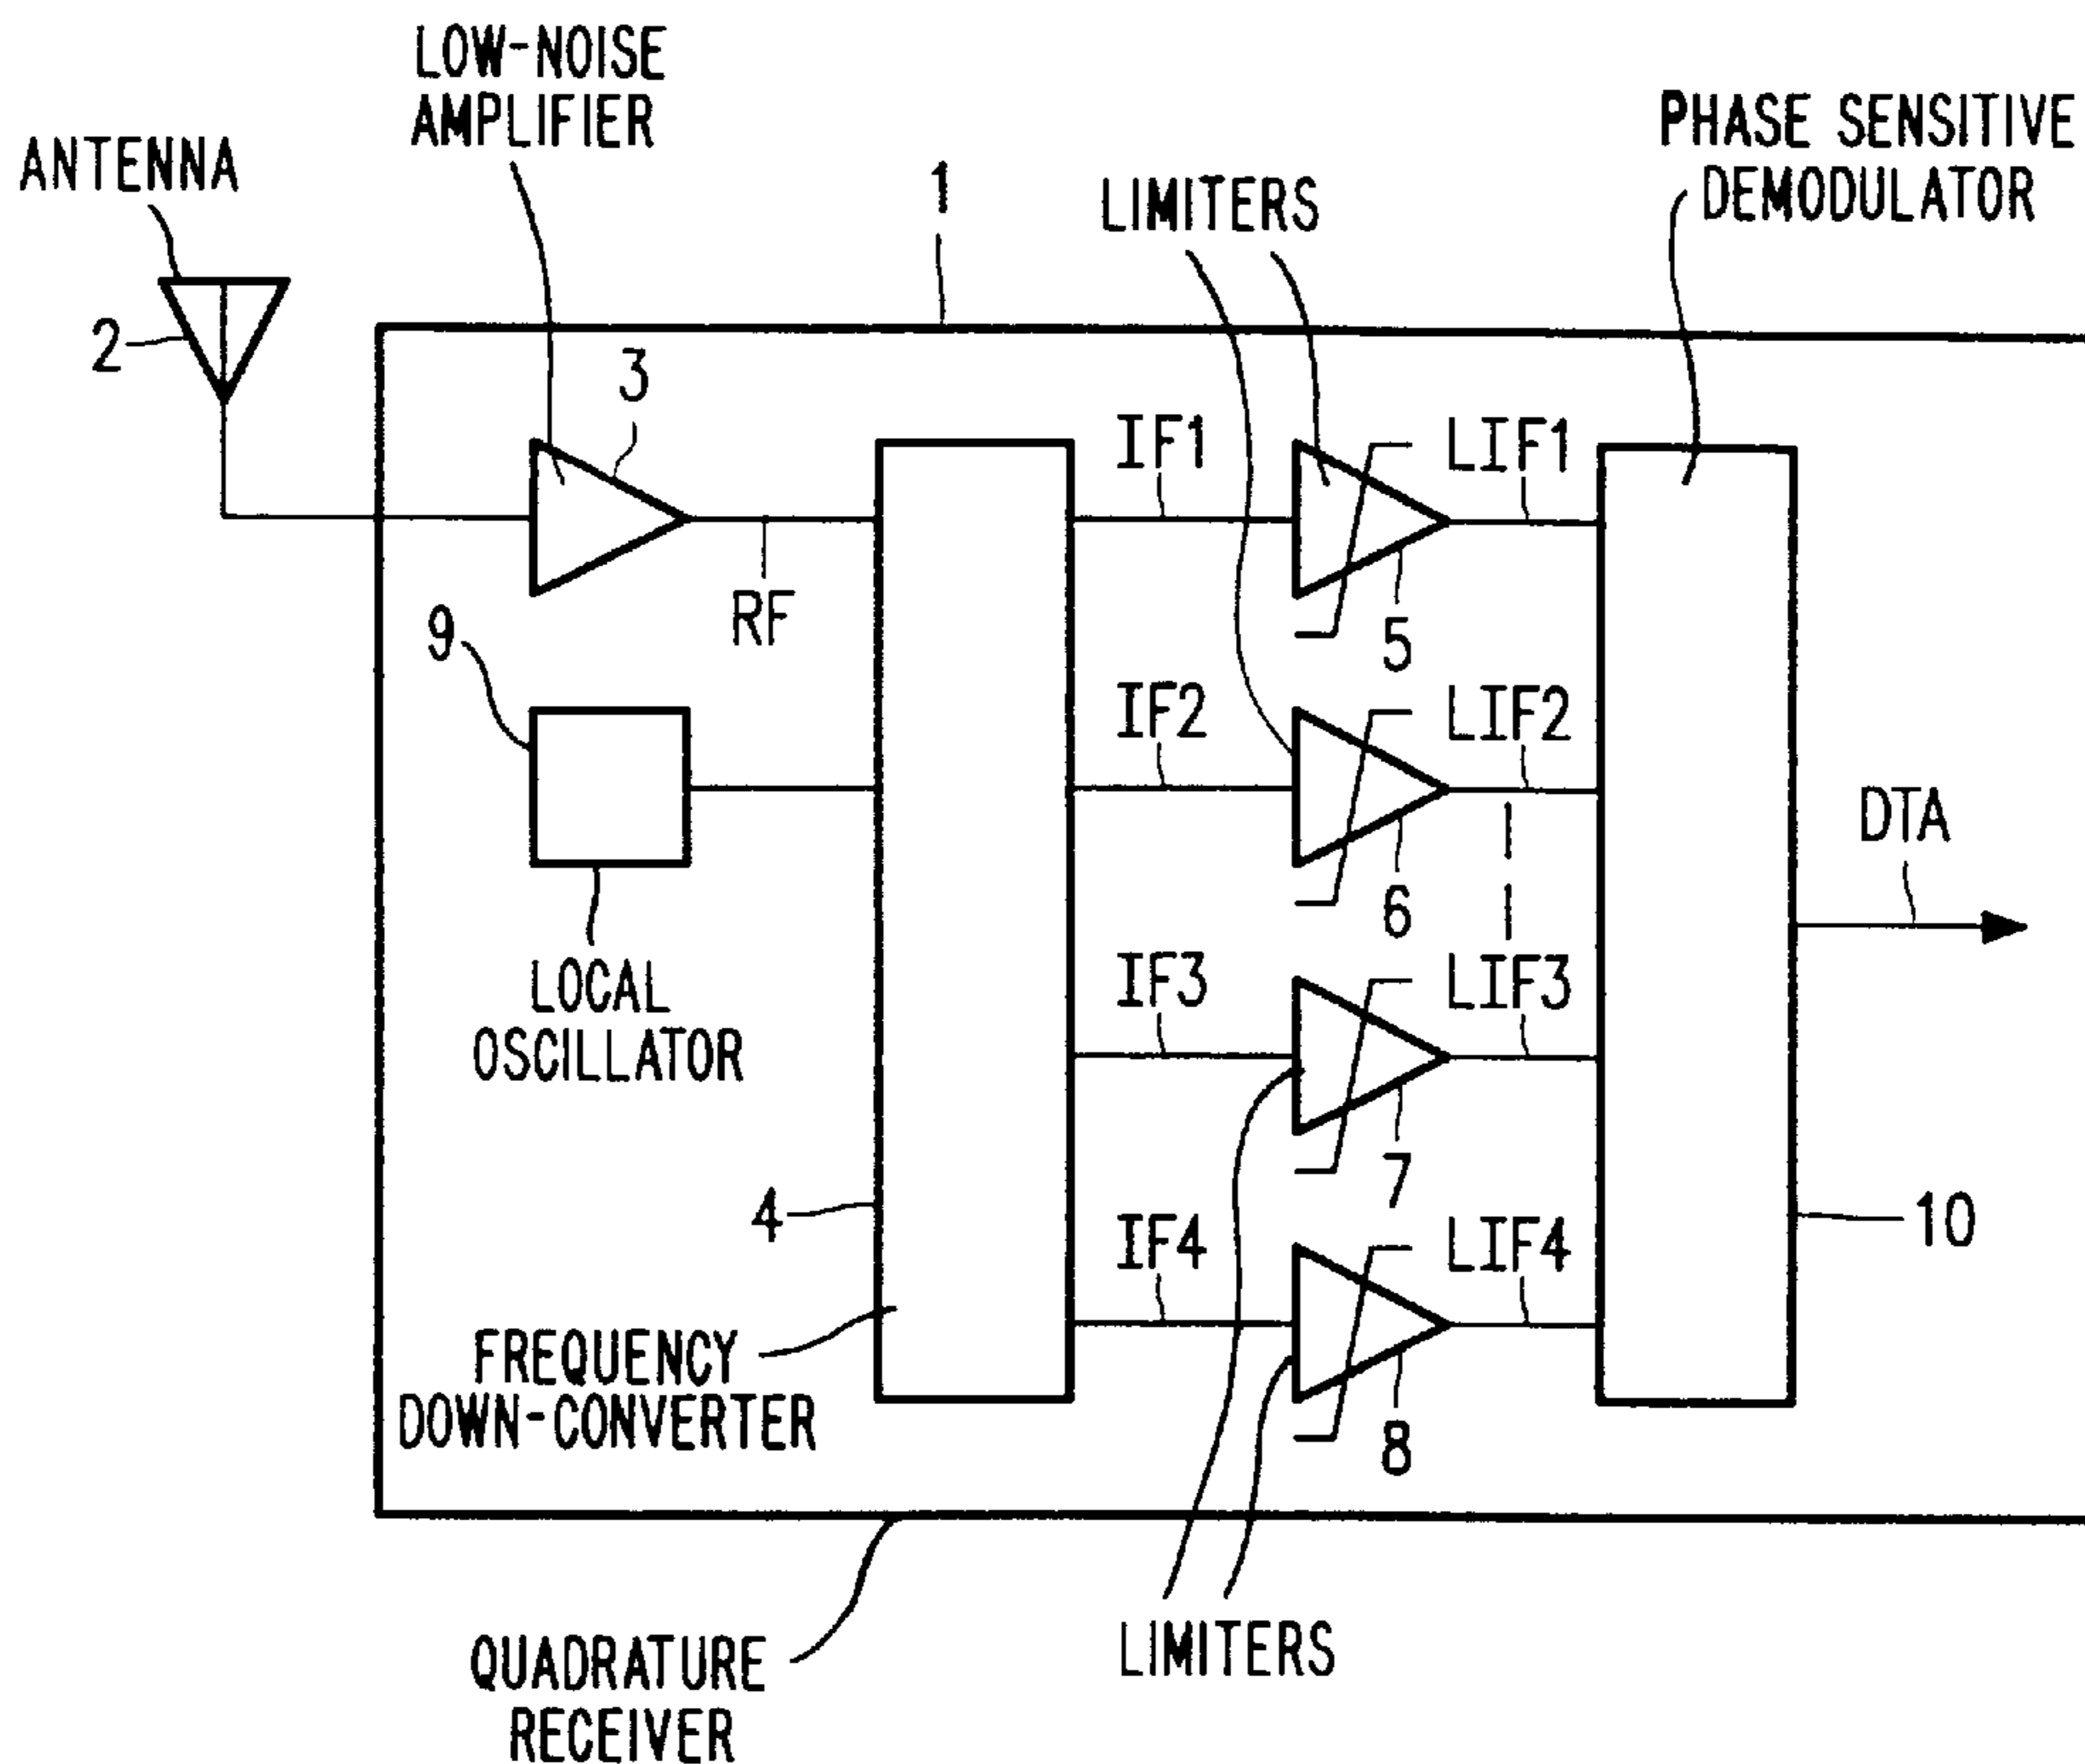 LOW-NOISE
AMPLIFIER
ANTENNA
1
LIMITERS
PHASE SENSITIVE
DEMODULATOR
2
3
IF1
LIF1
RF
5
9
IF2
LIF2
6
DTA
LOCAL
OSCILLATOR
IF3
LIF3
7
4
IF4
LIF4
10
FREQUENCY
DOWN-CONVERTER
8
QUADRATURE
RECEIVER
LIMITERS